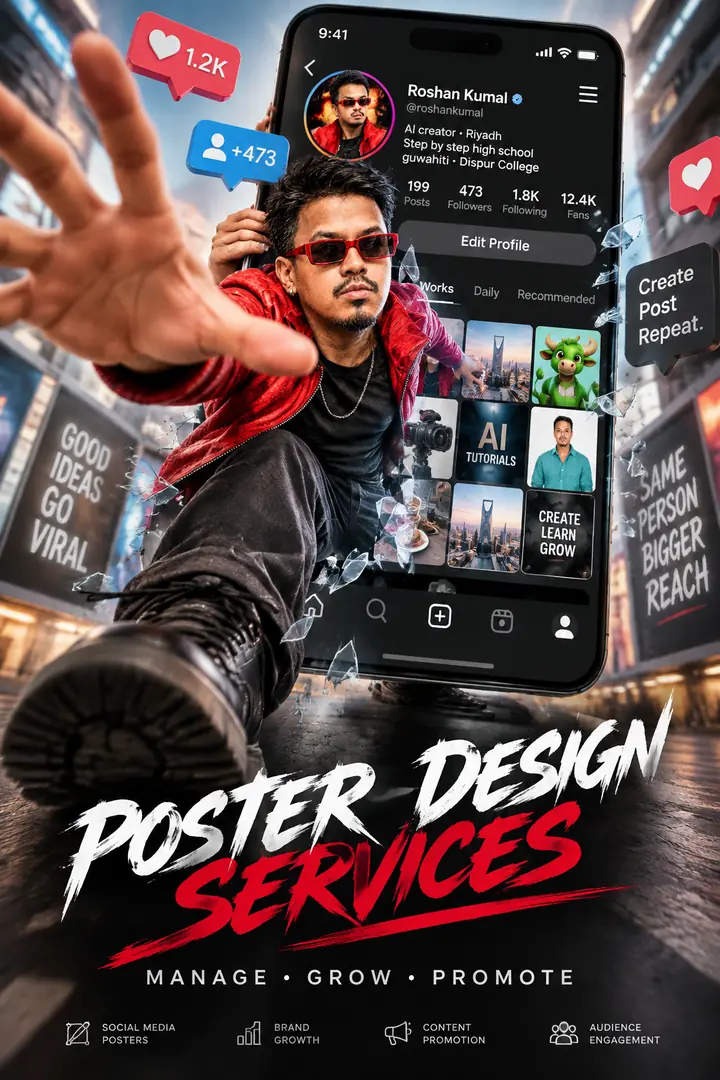 9:41
1.2K
+473
Roshan Kumal
@roshankumal
AI creator • Riyadh
Step by step high school
guwahiti • Dispur College
199 Posts
473 Followers
1.8K Following
12.4K Fans
Edit Profile
Works Daily Recommended
AI
TUTORIALS
CREATE
LEARN
GROW
Create
Post
Repeat.
GOOD
IDEAS
GO
VIRAL
SAME
PERSON
BIGGER
REACH
POSTER DESIGN
SERVICES
MANAGE • GROW • PROMOTE
SOCIAL MEDIA
POSTERS
BRAND
GROWTH
CONTENT
PROMOTION
AUDIENCE
ENGAGEMENT